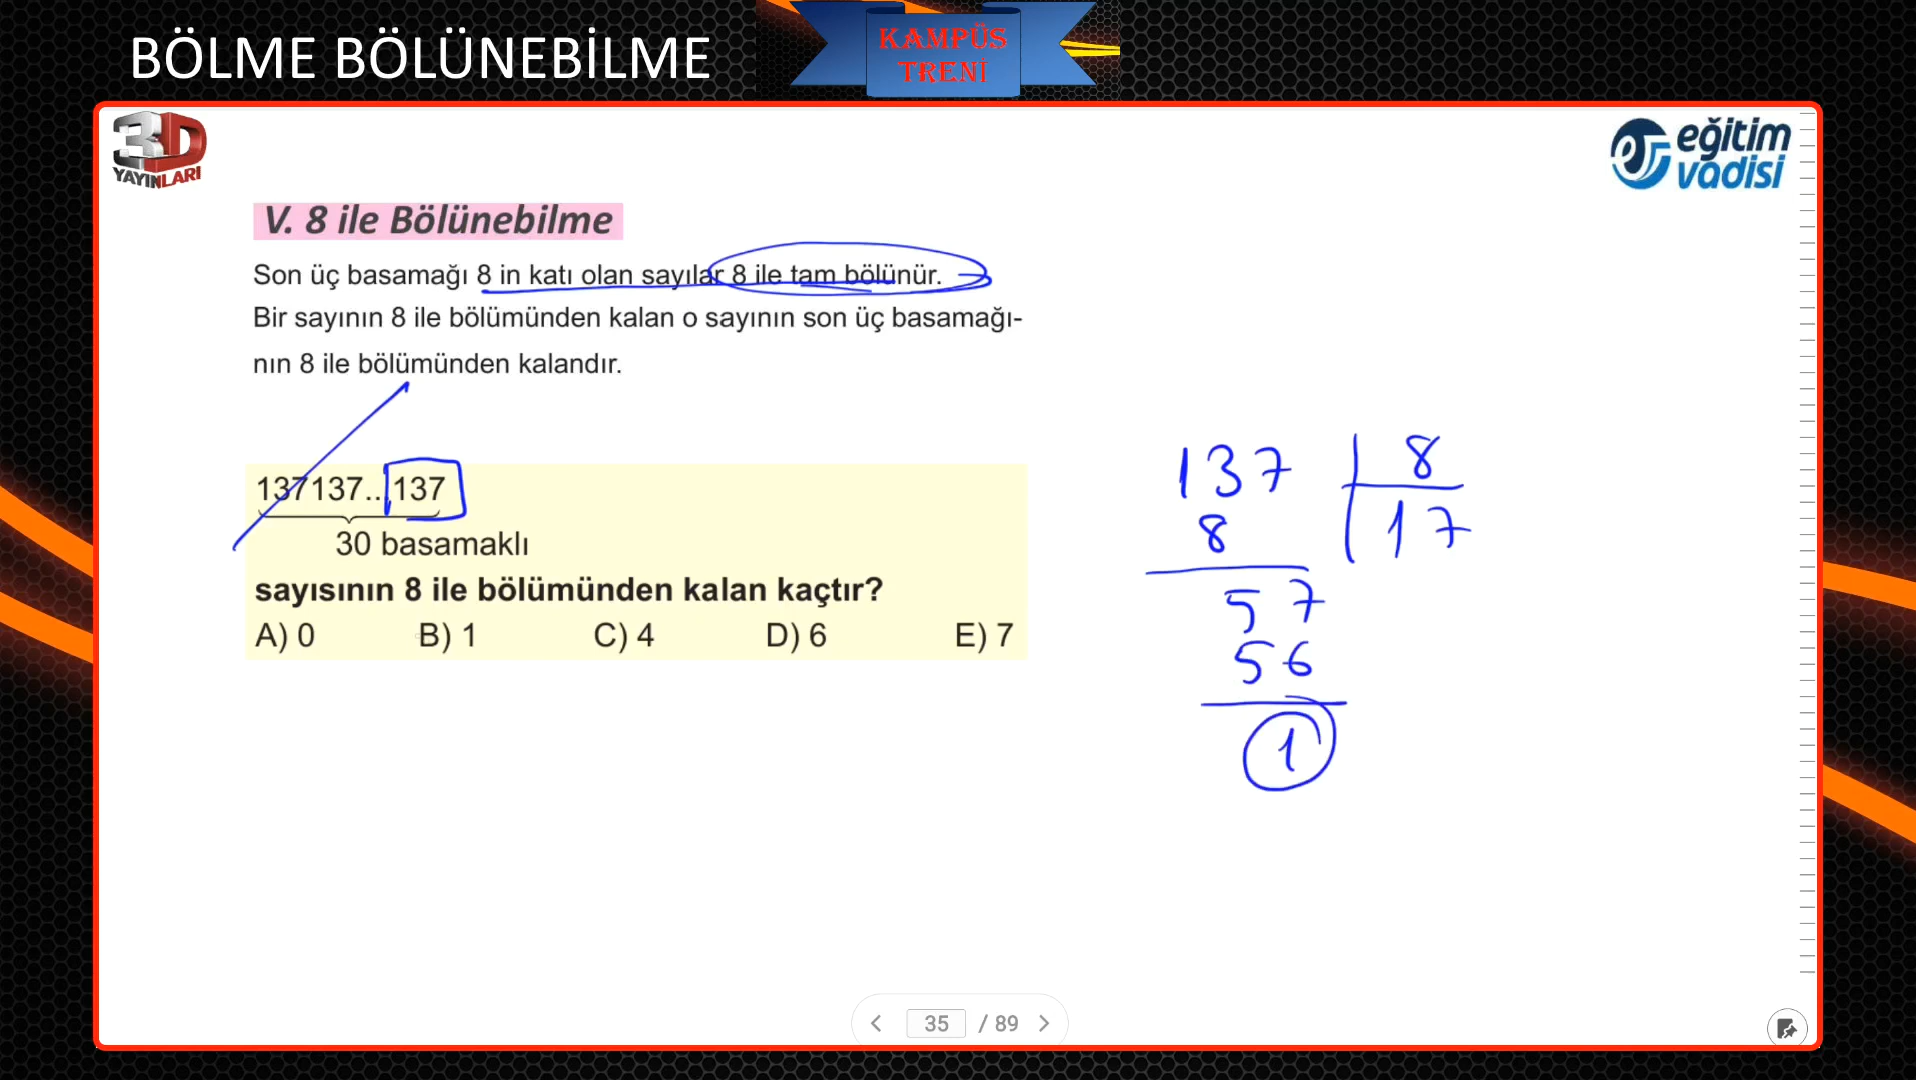 BÖLME BÖLÜNEBİLME
KAMPÜS
TRENİ
3D
YAYINLARI
eğitim
vadisi
V. 8 ile Bölünebilme
Son üç basamağı 8 in katı olan sayılar 8 ile tam bölünür.
Bir sayının 8 ile bölümünden kalan o sayının son üç basamağı-
nın 8 ile bölümünden kalandır.
137137...137
30 basamaklı
sayısının 8 ile bölümünden kalan kaçtır?
A) 0 B) 1 C) 4 D) 6 E) 7
137 8
8 17
57
56
1
35 / 89